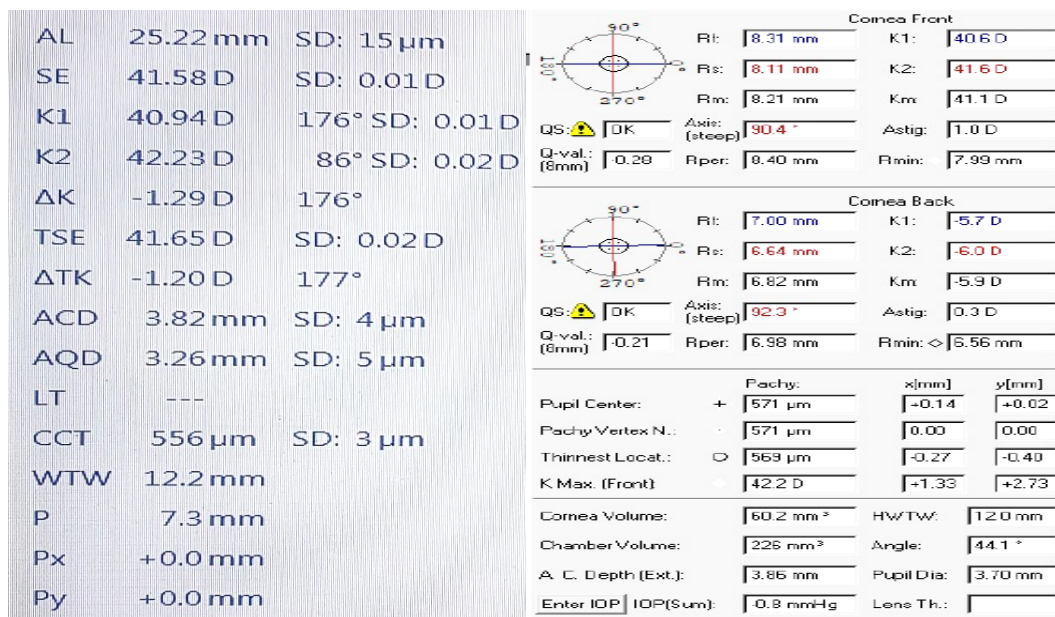 AL 25.22 mm SD: 15 µm
SE 41.58 D SD: 0.01 D
K1 40.94 D 176° SD: 0.01 D
K2 42.23 D 86° SD: 0.02 D
ΔK -1.29 D 176°
TSE 41.65 D SD: 0.02 D
ΔTK -1.20 D 177°
ACD 3.82 mm SD: 4 µm
AQD 3.26 mm SD: 5 µm
LT ---
CCT 556 µm SD: 3 µm
WTW 12.2 mm
P 7.3 mm
Px +0.0 mm
Py +0.0 mm
Cornea Front
90°
180°
0°
270°
Rf: 8.31 mm K1: 40.6 D
Rs: 8.11 mm K2: 41.6 D
Rm: 8.21 mm Km: 41.1 D
QS: OK Axis: (steep) 90.4 ° Astig: 1.0 D
Q-val.: (8mm) -0.28 Rper: 8.40 mm Rmin: 7.99 mm
Cornea Back
90°
180°
0°
270°
Rf: 7.00 mm K1: -5.7 D
Rs: 6.64 mm K2: -6.0 D
Rm: 6.82 mm Km: -5.9 D
QS: OK Axis: (steep) 92.3 ° Astig: 0.3 D
Q-val.: (8mm) -0.21 Rper: 6.98 mm Rmin: 6.56 mm
Pachy: x[mm] y[mm]
Pupil Center: + 571 µm +0.14 +0.02
Pachy Vertex N.: 571 µm 0.00 0.00
Thinnest Locat.: O 569 µm -0.27 -0.40
K Max. (Front): 42.2 D +1.33 +2.73
Cornea Volume: 60.2 mm³ HWTW: 12.0 mm
Chamber Volume: 226 mm³ Angle: 44.1 °
A. C. Depth (Ext.): 3.86 mm Pupil Dia: 3.70 mm
Enter IOP IOP(Sum): -0.8 mmHg Lens Th.: